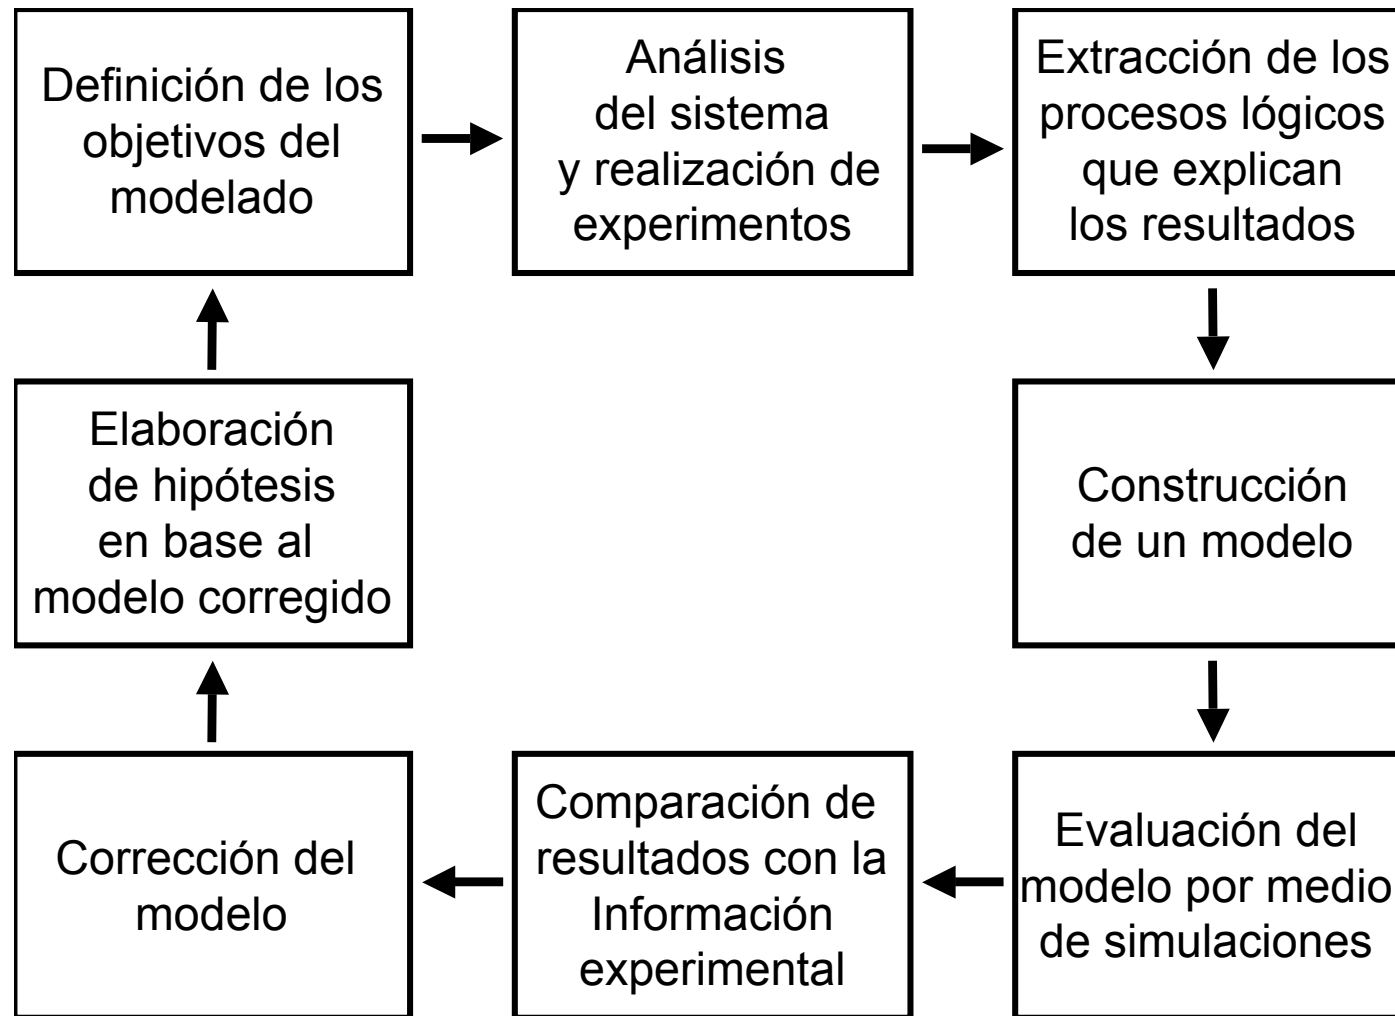 Definición de los
objetivos del
modelado
Análisis
del sistema
y realización de
experimentos
Extracción de los
procesos lógicos
que explican
los resultados
Construcción
de un modelo
Evaluación del
modelo por medio
de simulaciones
Comparación de
resultados con la
Información
experimental
Corrección del
modelo
Elaboración
de hipótesis
en base al
modelo corregido